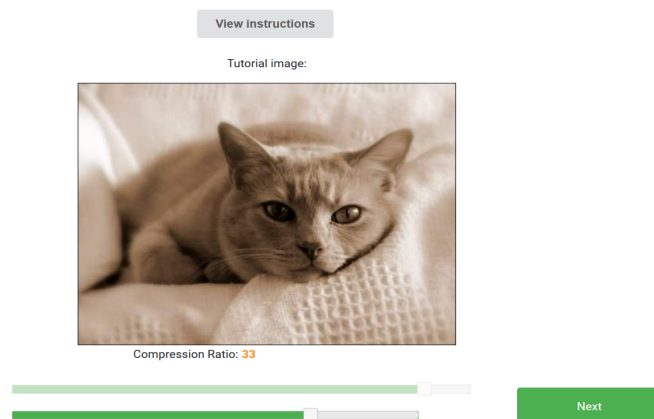 View instructions
Tutorial image:
Compression Ratio: 33
Next